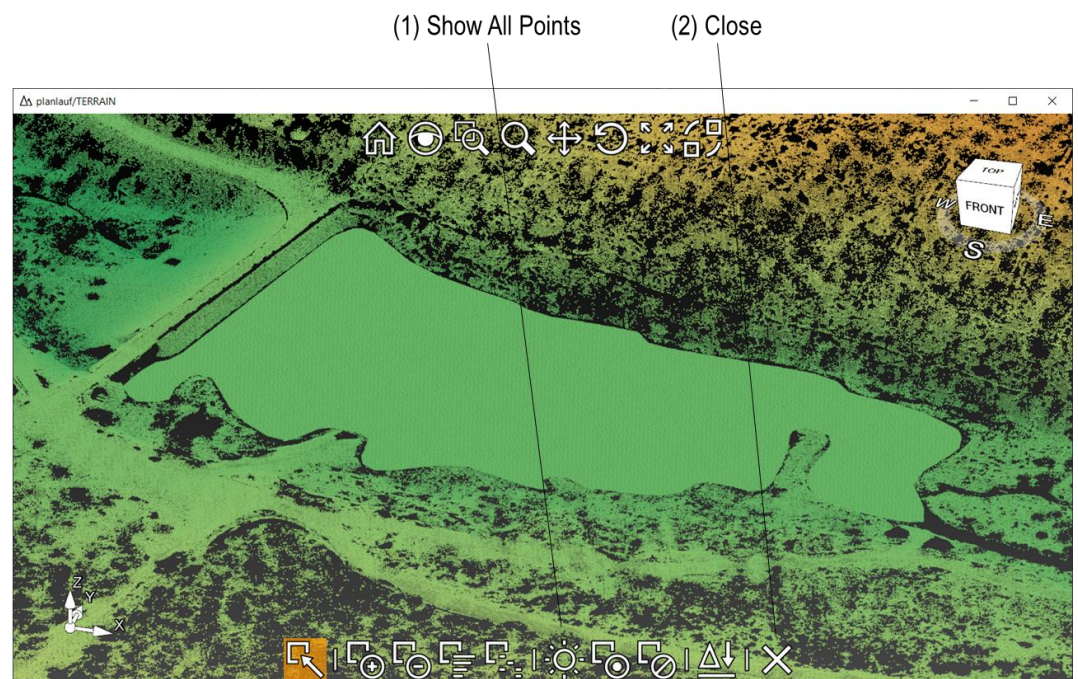 (1) Show All Points
(2) Close
planlauf/TERRAIN
TOP
FRONT
W
E
S
Z
Y
X